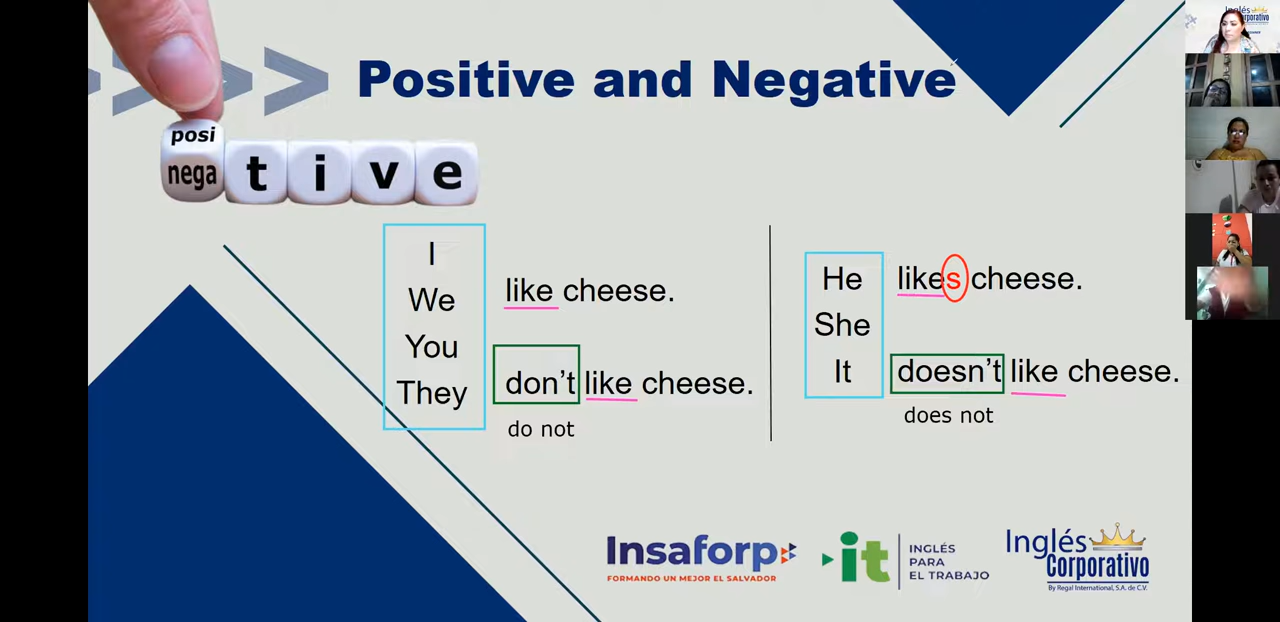 Positive and Negative
posi
nega
t i v e
I
We
You
They
like cheese.
don't like cheese.
do not
He
She
It
likes cheese.
doesn't like cheese.
does not
Insaforp
FORMANDO UN MEJOR EL SALVADOR
it
INGLÉS
PARA
EL TRABAJO
Inglés
Corporativo
By Regal International, S.A. de C.V.
Inglés
Corporativo